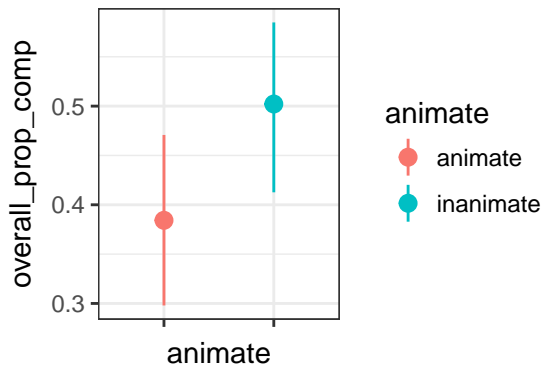 overall_prop_comp
0.5
0.4
0.3
animate
animate
animate
inanimate